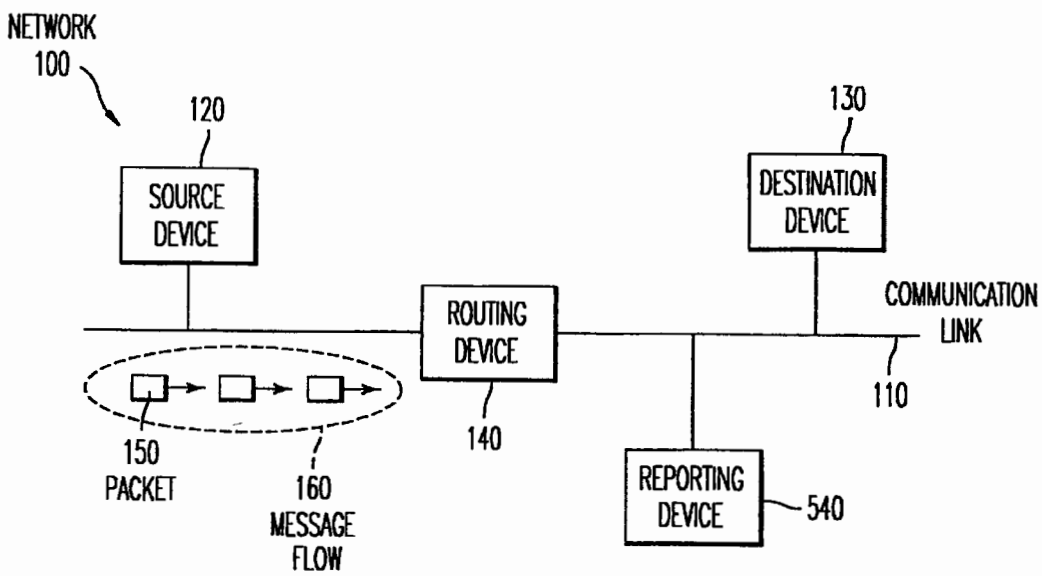 NETWORK
100
120
SOURCE
DEVICE
130
DESTINATION
DEVICE
ROUTING
DEVICE
140
COMMUNICATION
LINK
110
150
PACKET
160
MESSAGE
FLOW
REPORTING
DEVICE
540